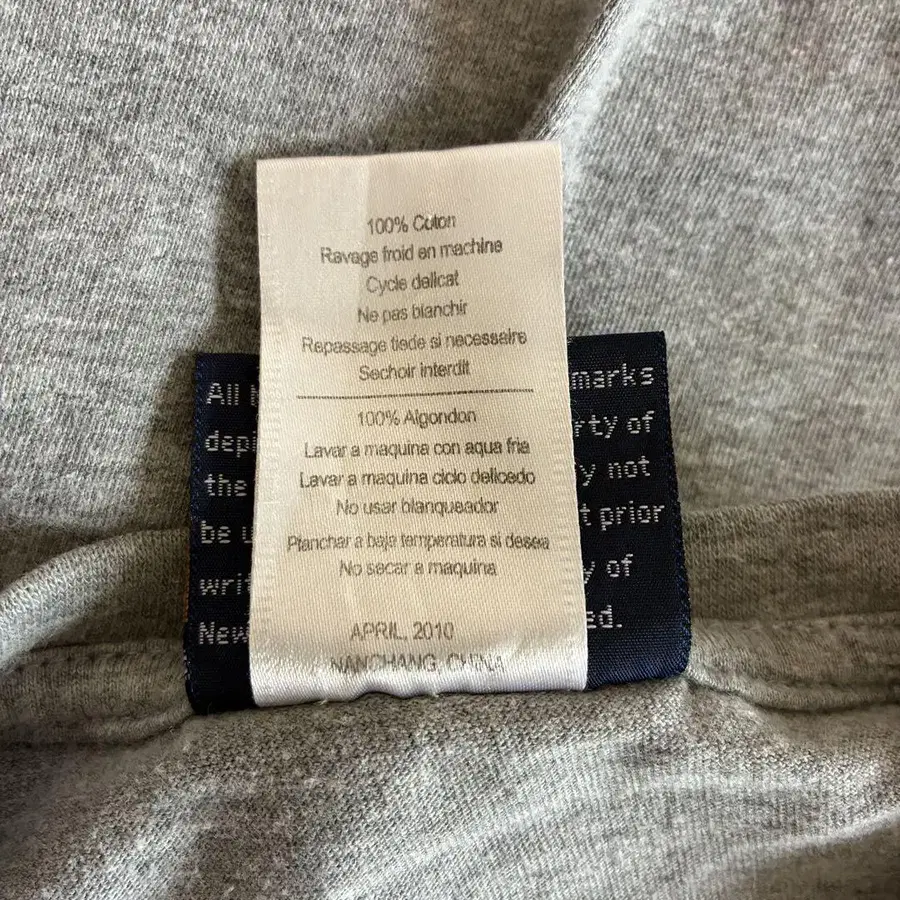 100% Coton
Ravage froid en machine
Cycle delicat
Ne pas blanchir
Repassage tiede si necessaire
Sechoir interdit
100% Algondon
Lavar a maquina con aqua fria
Lavar a maquina ciclo delicedo
No usar blanqueador
Planchar a baja temperatura si desea
No secar a maquina
APRIL, 2010
NANCHANG, CHINA
All marks
depi rty of
the y not
be u t prior
writ y of
New ed.